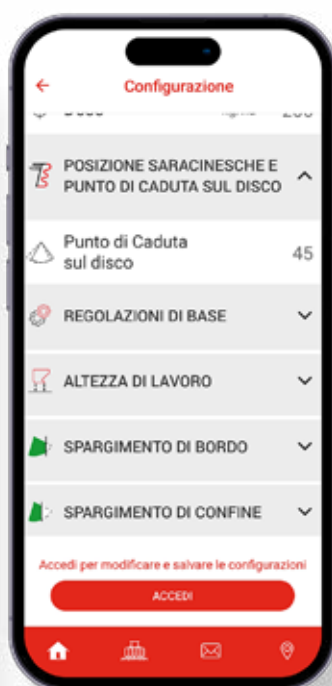 Configurazione
POSIZIONE SARACINESCHE E
PUNTO DI CADUTA SUL DISCO
Punto di Caduta
sul disco
45
REGOLAZIONI DI BASE
ALTEZZA DI LAVORO
SPARGIMENTO DI BORDO
SPARGIMENTO DI CONFINE
Accedi per modificare e salvare le configurazioni
ACCEDI